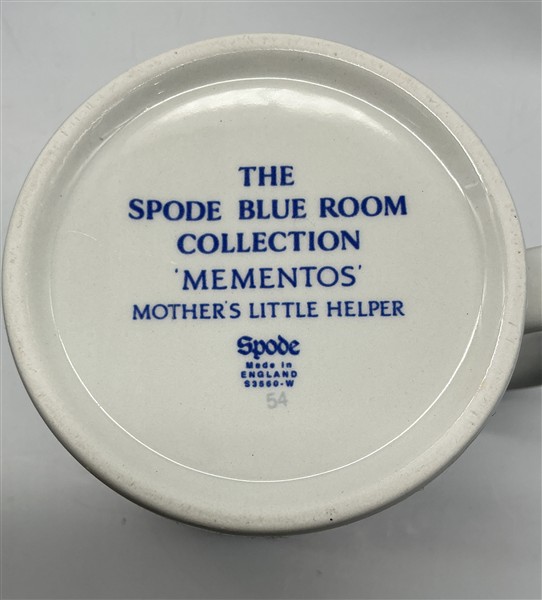 THE
SPODE BLUE ROOM
COLLECTION
'MEMENTOS'
MOTHER'S LITTLE HELPER
Spode
Made in
ENGLAND
S3560-W
54